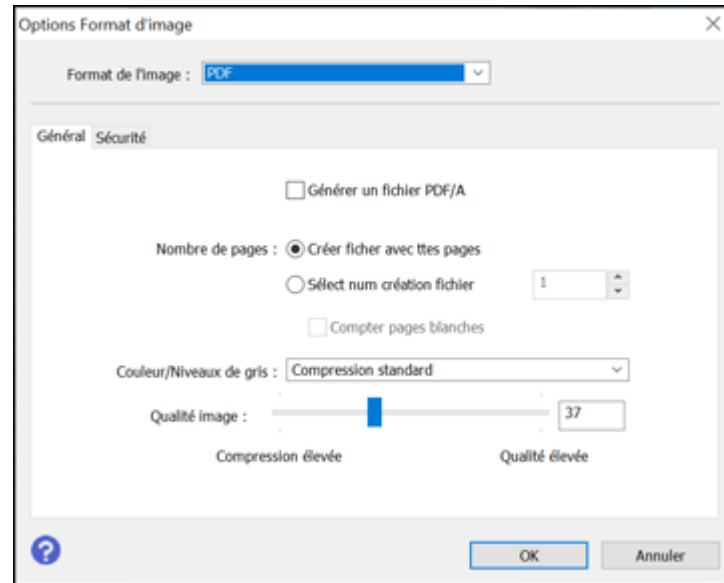 Options Format d'image
Format de l'image : PDF
Général Sécurité
Générer un fichier PDF/A
Nombre de pages : Créer ficher avec ttes pages
Sélect num création fichier 1
Compter pages blanches
Couleur/Niveaux de gris : Compression standard
Qualité image : 37
Compression élevée Qualité élevée
? OK Annuler